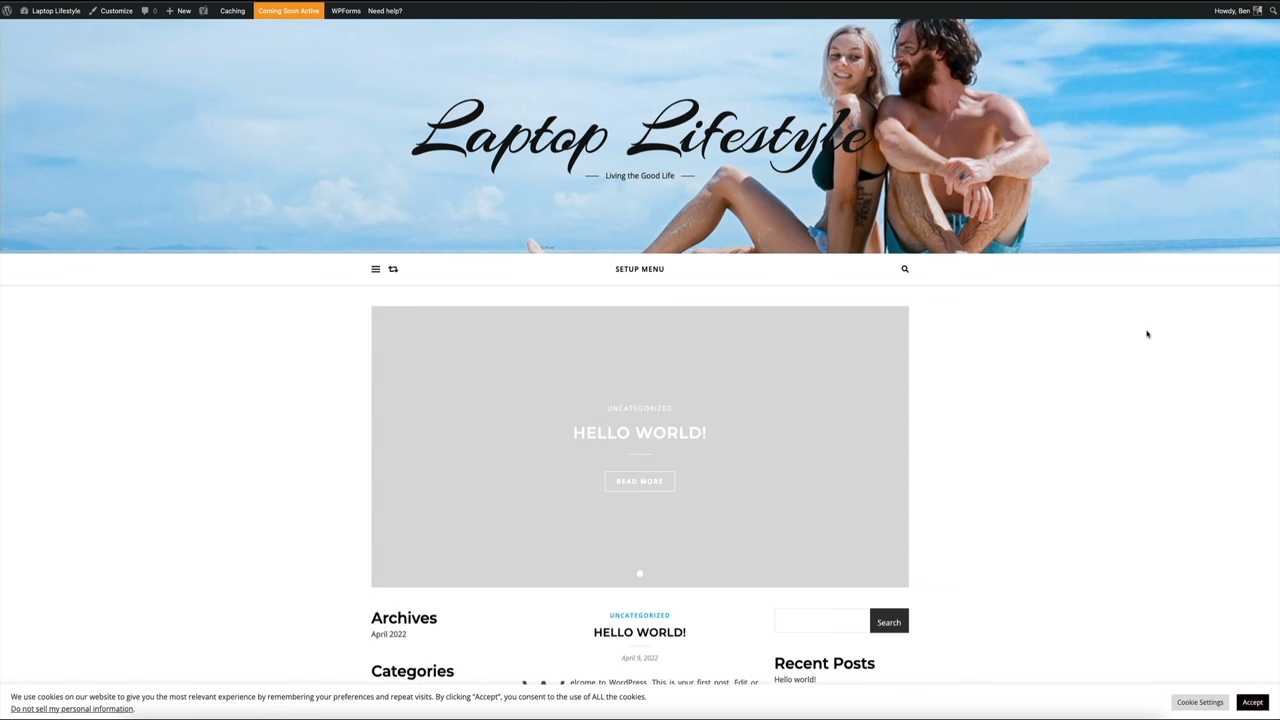 Laptop Lifestyle Customize 0 New Caching Coming Soon Active WPForms Need help? Howdy, Ben
Laptop Lifestyle
Living the Good Life
SETUP MENU
UNCATEGORIZED
HELLO WORLD!
READ MORE
Archives
April 2022
Categories
UNCATEGORIZED
HELLO WORLD!
April 9, 2022
elcome to WordPress. This is your first post. Edit or
Search
Recent Posts
Hello world!
We use cookies on our website to give you the most relevant experience by remembering your preferences and repeat visits. By clicking "Accept", you consent to the use of ALL the cookies.
Do not sell my personal information.
Cookie Settings Accept